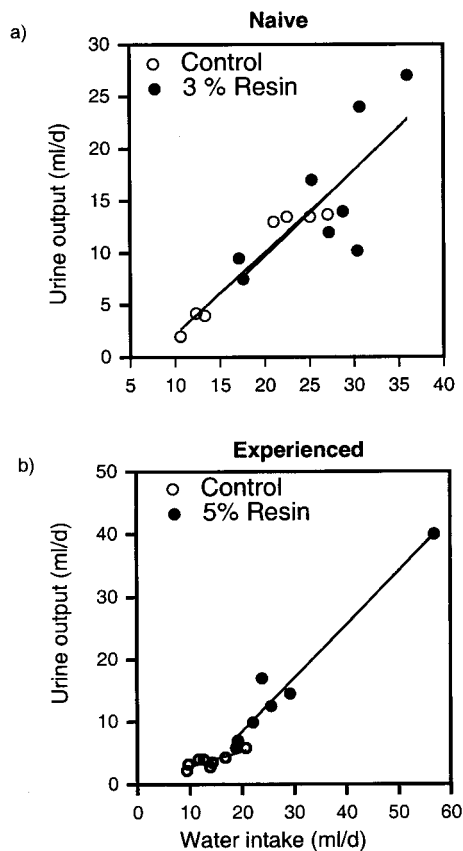 Naive
a)
30
25
20
15
10
5
0
Urine output (ml/d)
Control
3 % Resin
5 10 15 20 25 30 35 40
Experienced
b)
50
40
30
20
10
0
Urine output (ml/d)
Control
5% Resin
0 10 20 30 40 50 60
Water intake (ml/d)